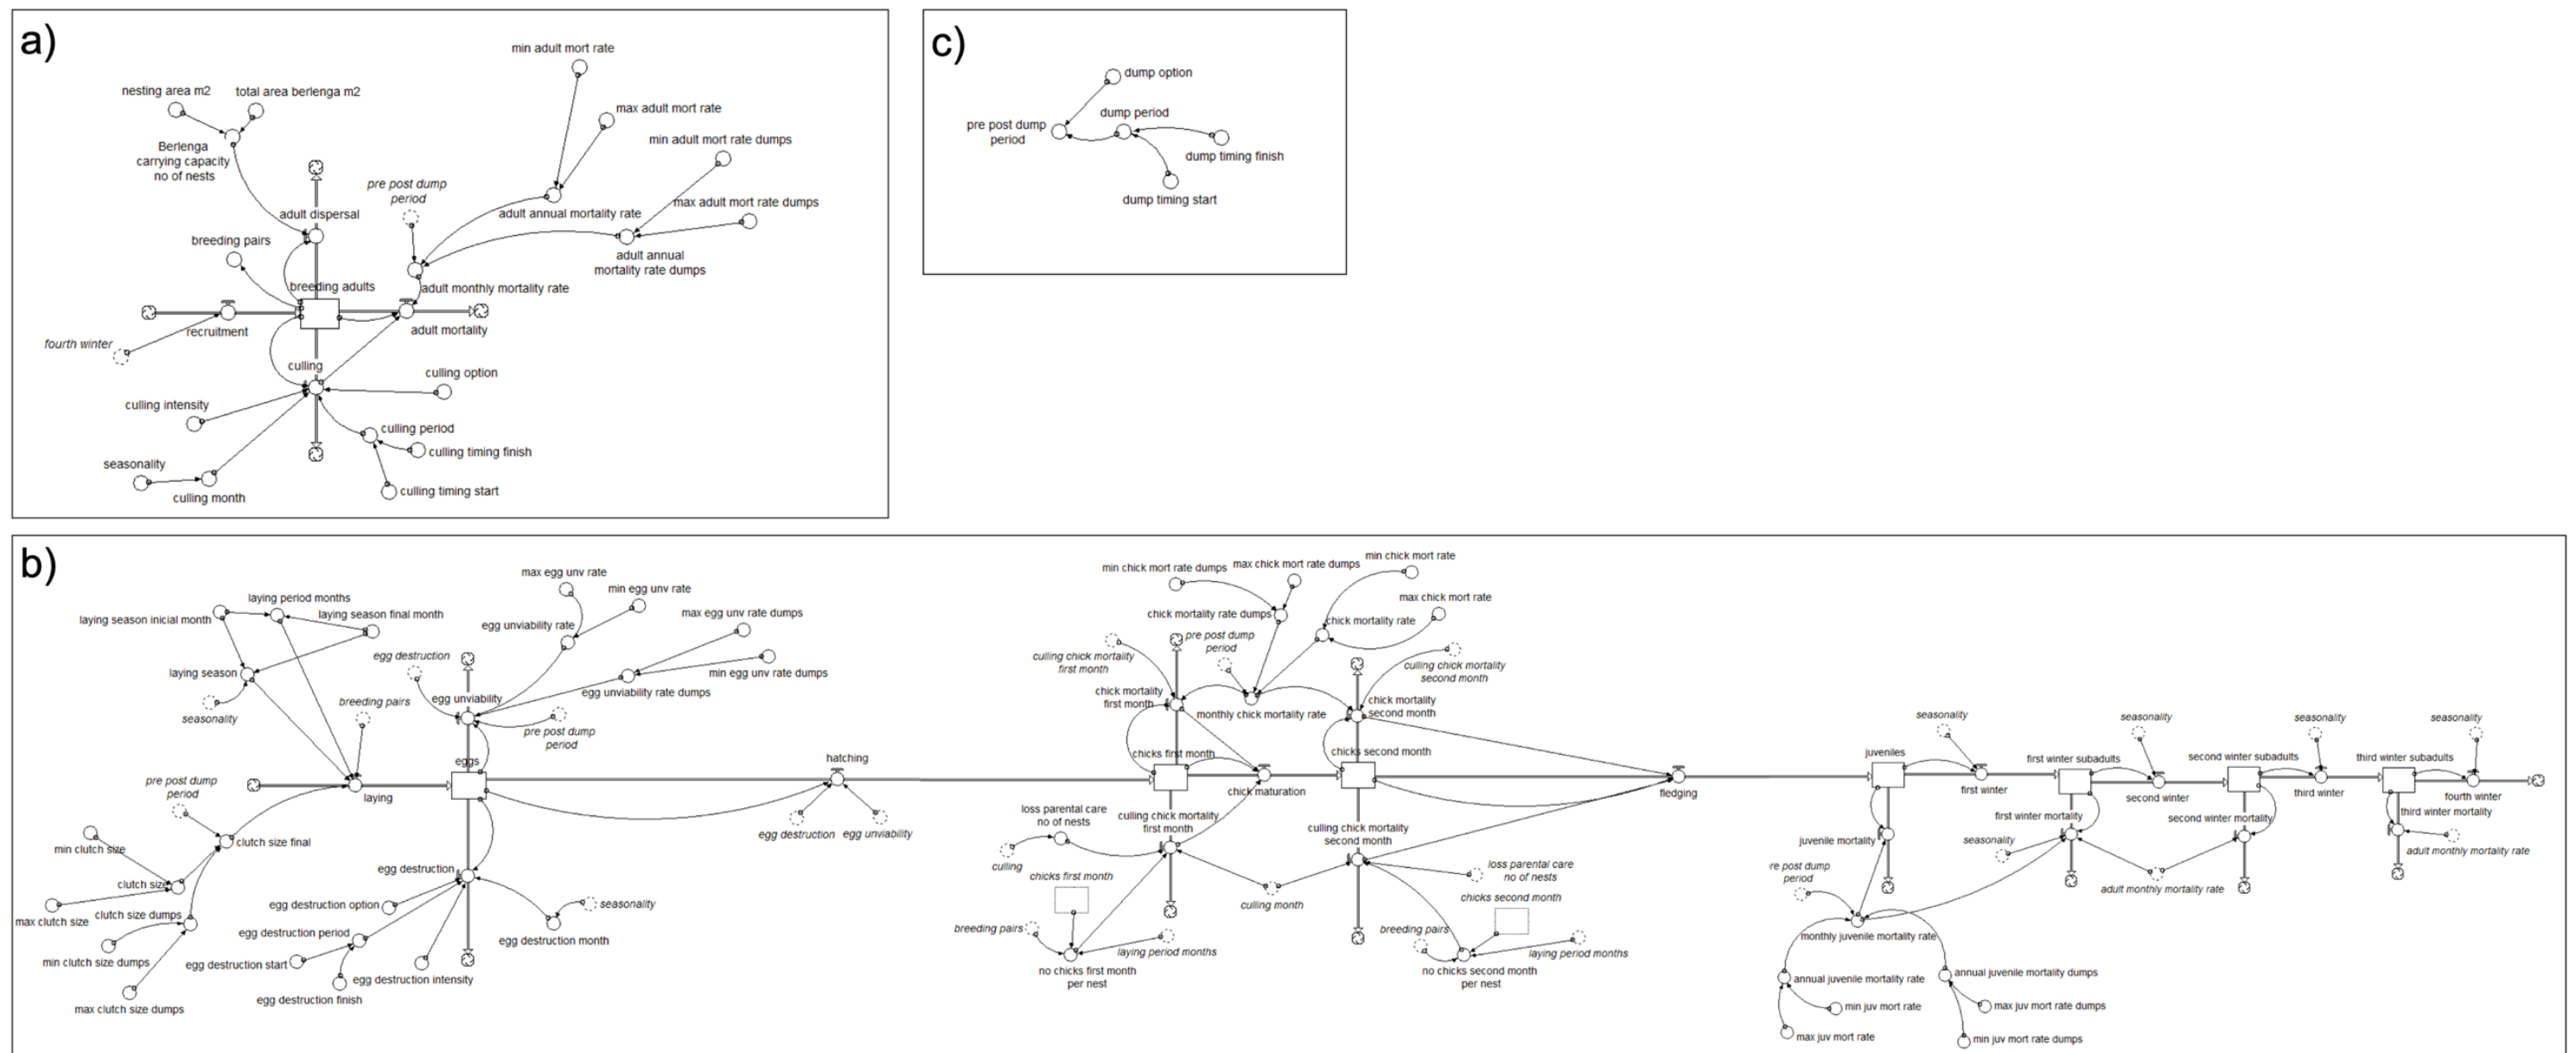 a)
min adult mort rate
nesting area m2
total area berlenga m2
max adult mort rate
min adult mort rate dumps
Berlenga
carrying capacity
no of nests
pre post dump
period
max adult mort rate dumps
adult dispersal
adult annual mortality rate
breeding pairs
adult annual
mortality rate dumps
breeding adults
adult monthly mortality rate
recruitment
adult mortality
fourth winter
culling
culling option
culling intensity
culling period
culling timing finish
seasonality
culling month
culling timing start
c)
dump option
dump period
pre post dump
period
dump timing finish
dump timing start
b)
max egg unv rate
min egg unv rate
laying period months
laying season inicial month
laying season final month
max egg unv rate dumps
egg unviability rate
egg destruction
laying season
min egg unv rate dumps
egg unviability rate dumps
seasonality
breeding pairs
egg unviability
pre post dump
period
eggs
hatching
pre post dump
period
laying
min clutch size
clutch size final
egg destruction
egg unviability
clutch size
egg destruction
max clutch size
clutch size dumps
egg destruction option
seasonality
egg destruction period
egg destruction month
min clutch size dumps
egg destruction start
egg destruction intensity
egg destruction finish
max clutch size dumps
min chick mort rate dumps
max chick mort rate dumps
min chick mort rate
max chick mort rate
chick mortality rate dumps
chick mortality rate
pre post dump
period
culling chick mortality
first month
culling chick mortality
second month
chick mortality
first month
monthly chick mortality rate
chick mortality
second month
chicks first month
chicks second month
chick maturation
fledging
loss parental care
no of nests
culling chick mortality
first month
culling chick mortality
second month
culling
chicks first month
loss parental care
no of nests
culling month
chicks second month
breeding pairs
laying period months
breeding pairs
laying period months
no chicks first month
per nest
no chicks second month
per nest
seasonality
seasonality
seasonality
seasonality
juveniles
first winter subadults
second winter subadults
third winter subadults
first winter
second winter
third winter
fourth winter
first winter mortality
second winter mortality
third winter mortality
juvenile mortality
seasonality
adult monthly mortality rate
pre post dump
period
adult monthly mortality rate
monthly juvenile mortality rate
annual juvenile mortality rate
annual juvenile mortality dumps
min juv mort rate
max juv mort rate dumps
max juv mort rate
min juv mort rate dumps